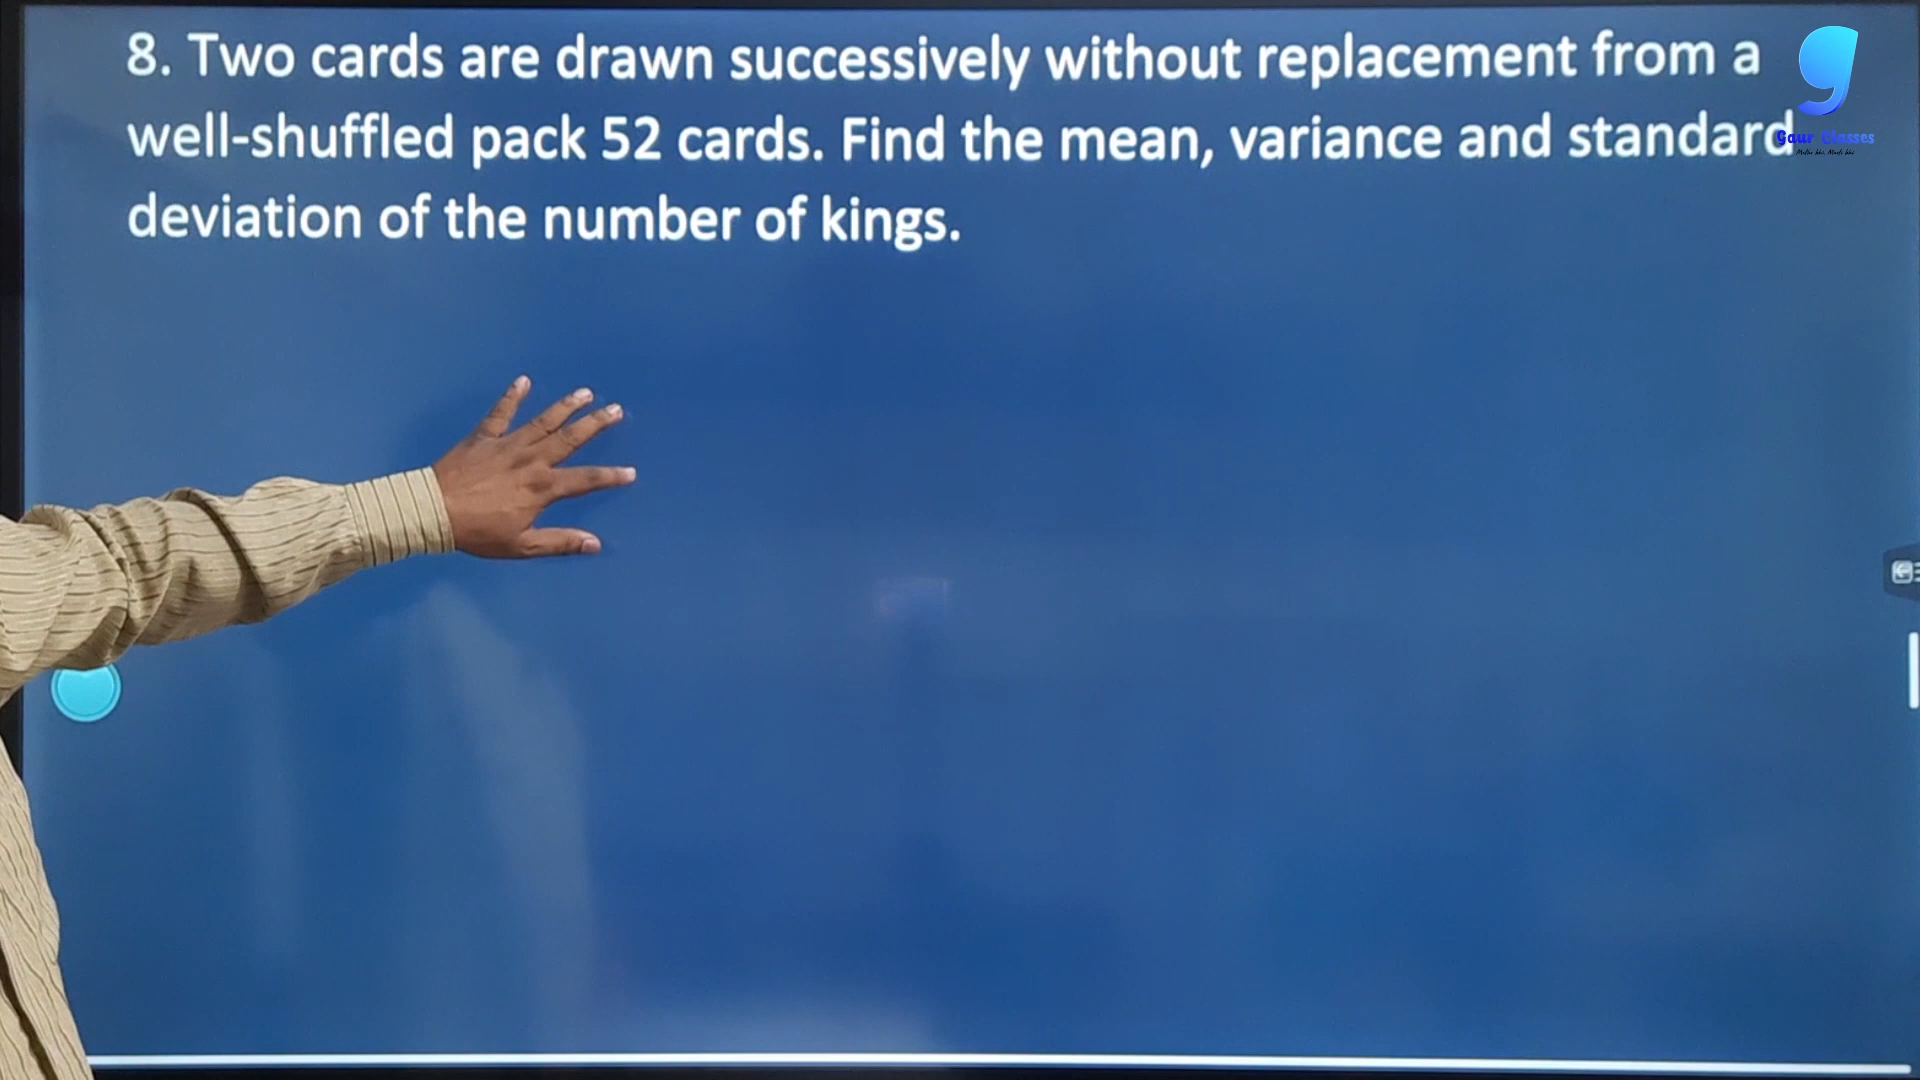 8. Two cards are drawn successively without replacement from a
well-shuffled pack 52 cards. Find the mean, variance and standard
deviation of the number of kings.
g
Gaur Classes